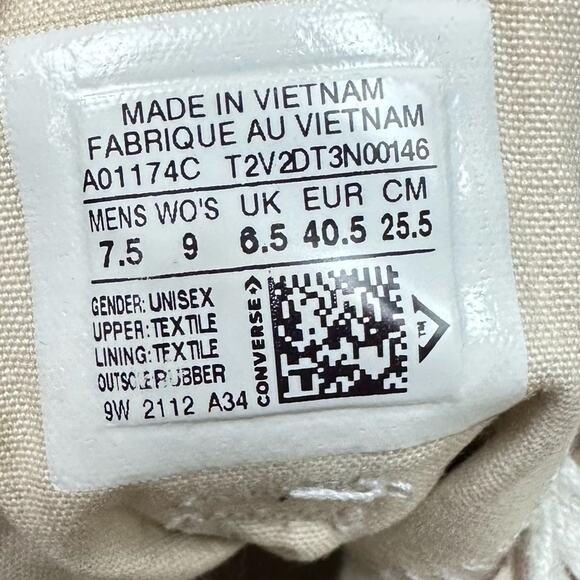 MADE IN VIETNAM
FABRIQUE AU VIETNAM
A01174C T2V2DT3N00146
MENS WO'S UK EUR CM
7.5 9 6.5 40.5 25.5
GENDER: UNISEX
UPPER: TEXTILE
LINING: TEXTILE
OUTSOLE: RUBBER
9W 2112 A34
CONVERSE